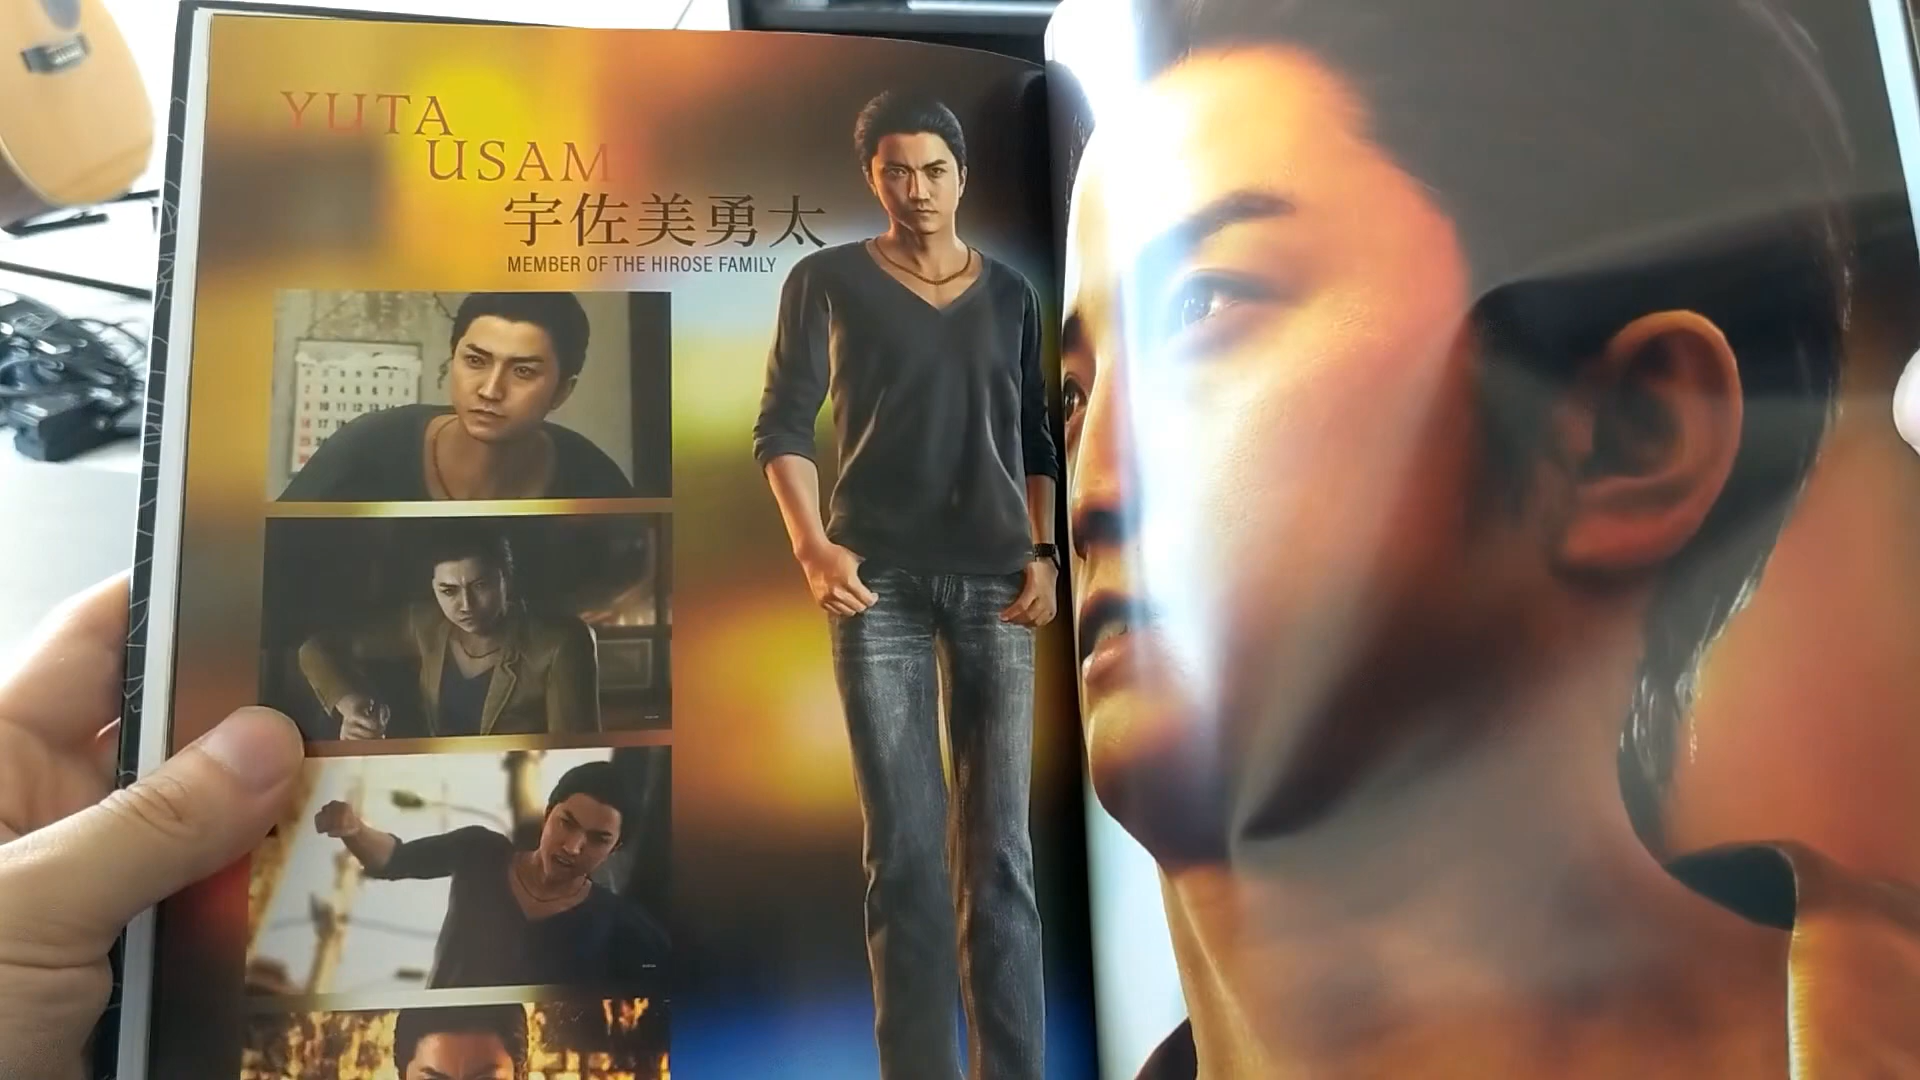 YUTA
USAM
宇佐美勇太
MEMBER OF THE HIROSE FAMILY